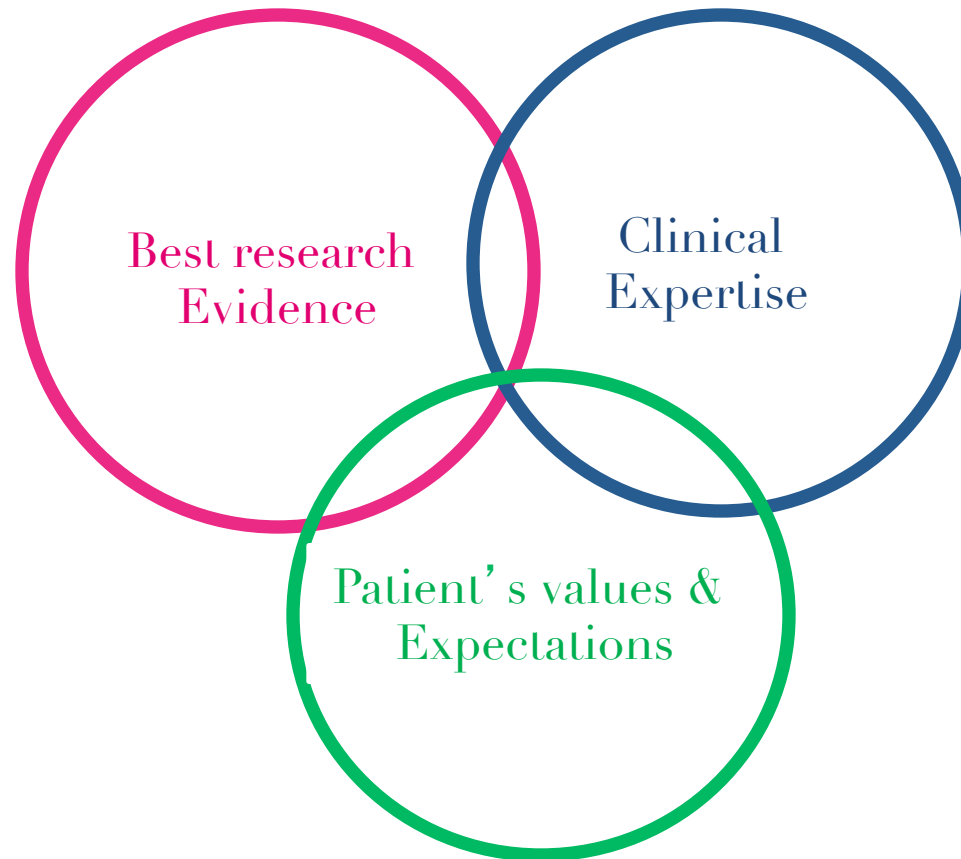 Best research
Evidence
Clinical
Expertise
Patient’s values &
Expectations